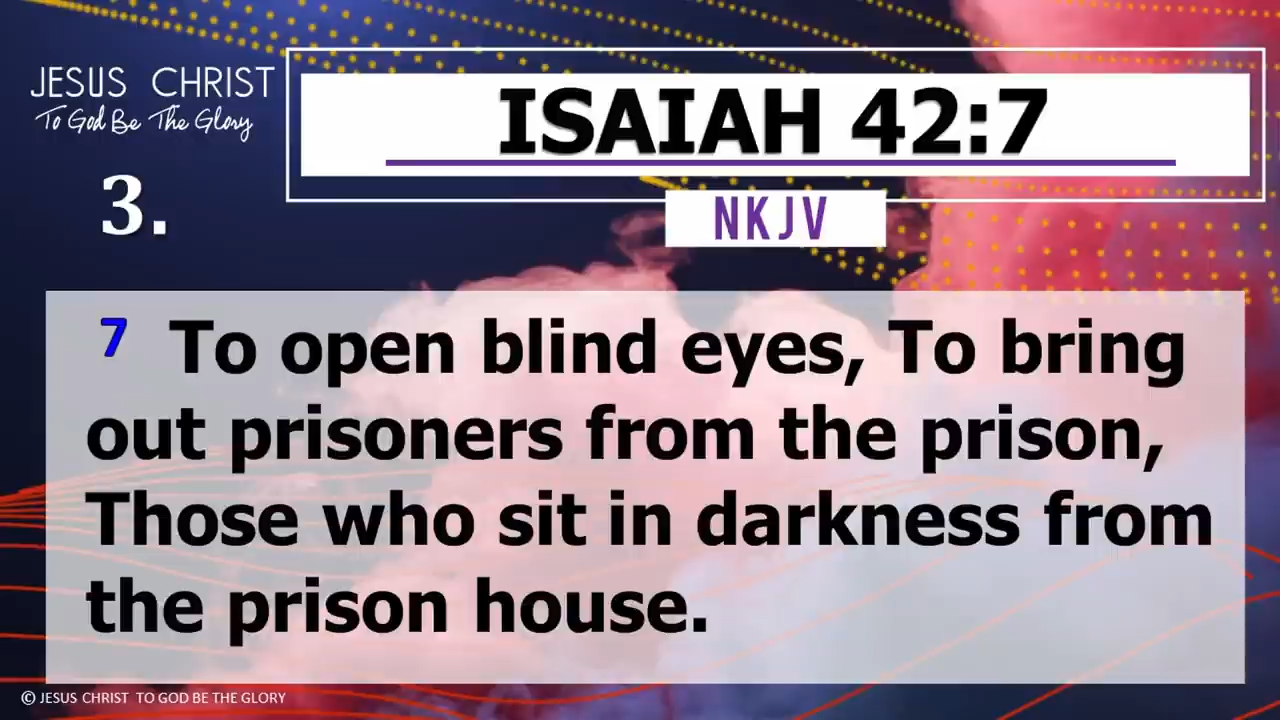 JESUS CHRIST
To God Be The Glory
ISAIAH 42:7
3.
NKJV
7 To open blind eyes, To bring
out prisoners from the prison,
Those who sit in darkness from
the prison house.
© JESUS CHRIST TO GOD BE THE GLORY